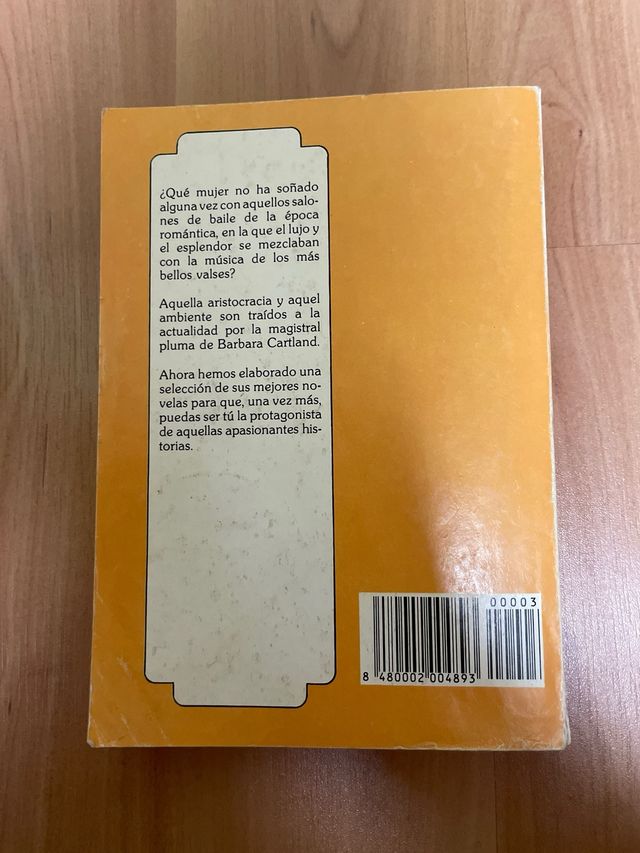 ¿Qué mujer no ha soñado
alguna vez con aquellos salo-
nes de baile de la época
romántica, en la que el lujo y
el esplendor se mezclaban
con la música de los más
bellos valses?
Aquella aristocracia y aquel
ambiente son traídos a la
actualidad por la magistral
pluma de Barbara Cartland.
Ahora hemos elaborado una
selección de sus mejores no-
velas para que, una vez más,
puedas ser tú la protagonista
de aquellas apasionantes his-
torias.
00003
8 480002 004893